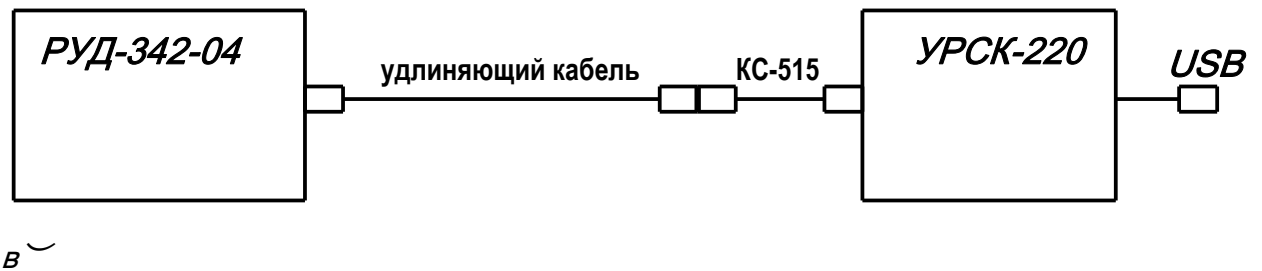 РУД-342-04
удлиняющий кабель
КС-515
УРСК-220
USB
в